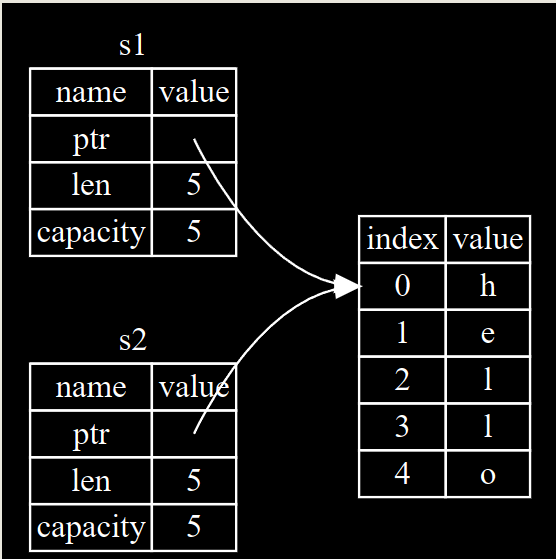 s1
name value
ptr
len 5
capacity 5
index value
0 h
1 e
2 l
3 l
4 o
s2
name value
ptr
len 5
capacity 5